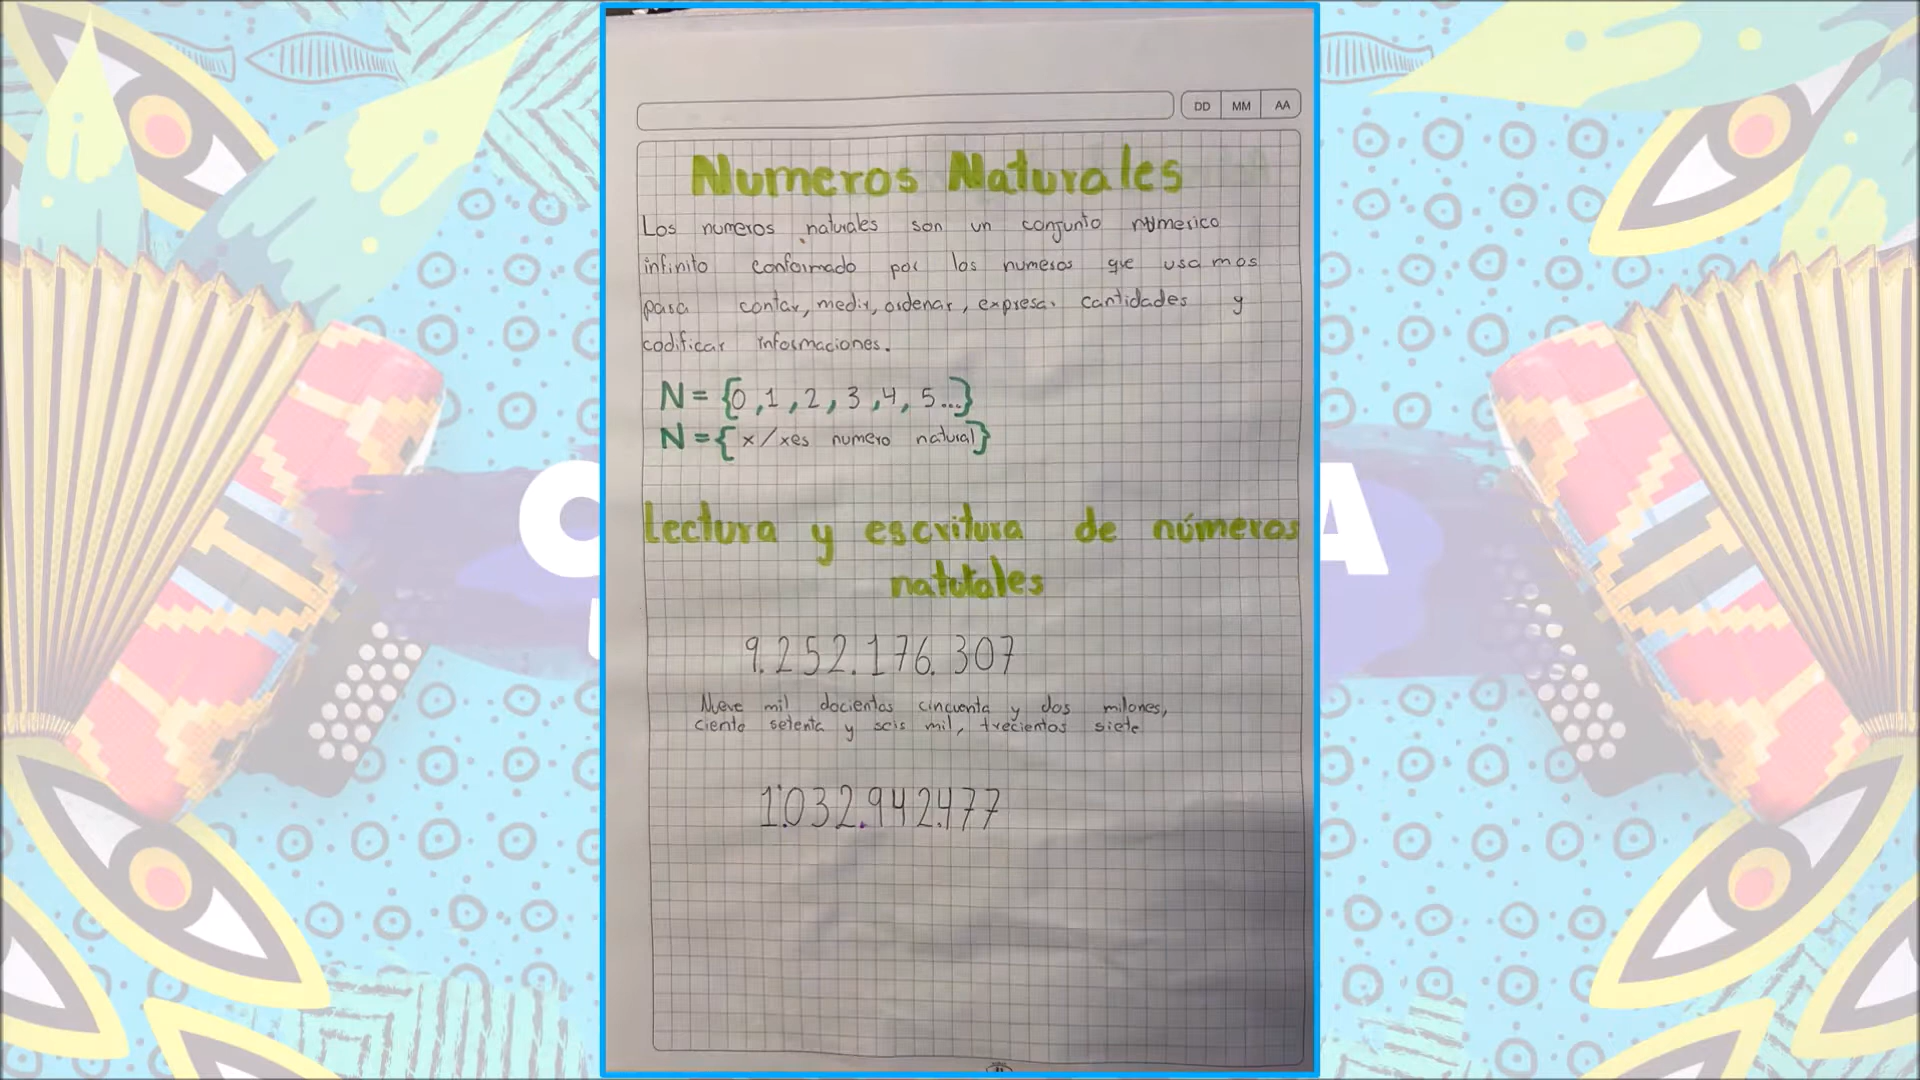 DD MM AA
Numeros Naturales
Los numeros naturales son un conjunto numerico
infinito conformado por los numeros que usamos
para contar, medir, ordenar, expresar cantidades y
codificar informaciones.
N = {0, 1, 2, 3, 4, 5...}
N = {x/xes numero natural}
Lectura y escritura de números
naturales
9.252.176.307
Nueve mil docientos cincuenta y dos milones,
ciento setenta y seis mil, trecientos siete
1.032.942.477